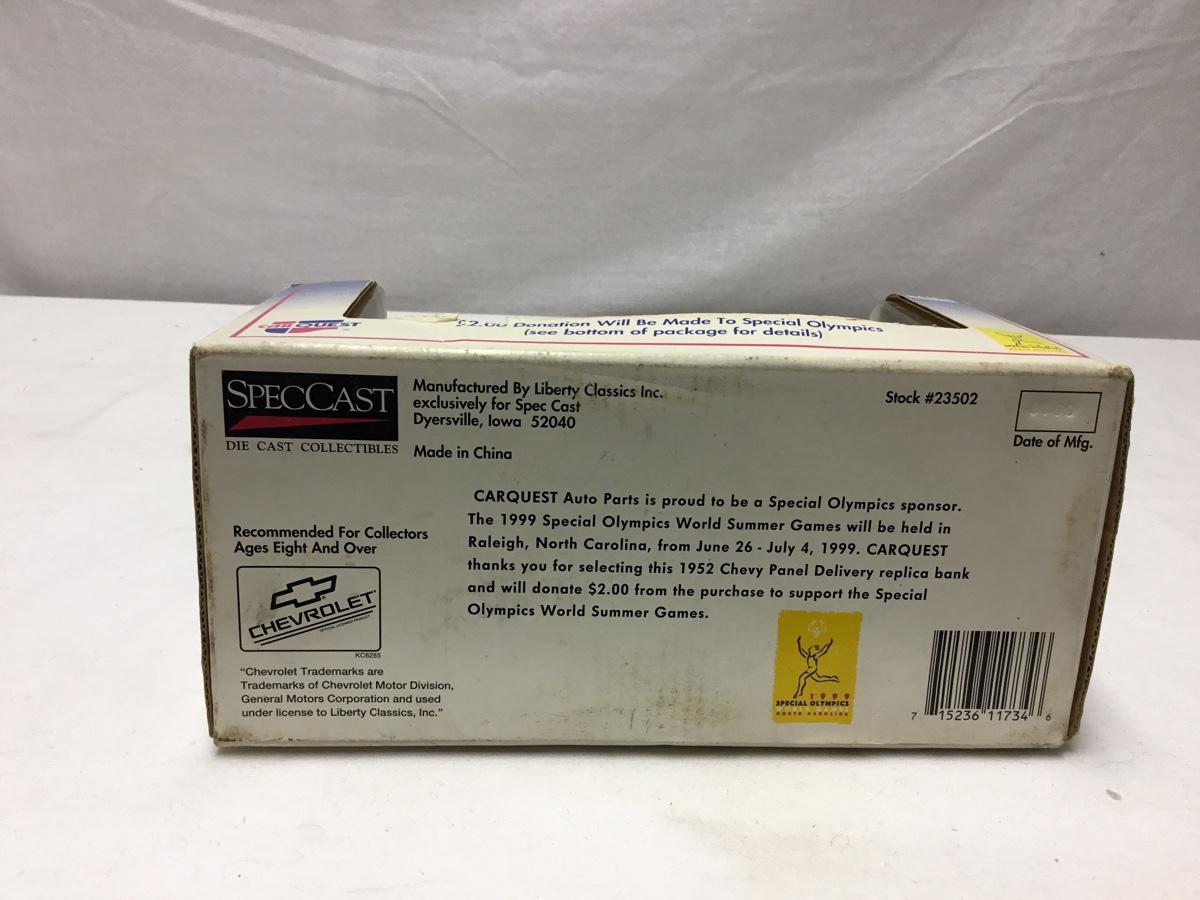 CARQUEST
$2.00 Donation Will Be Made To Special Olympics
(see bottom of package for details)
SPECCAST
DIE CAST COLLECTIBLES
Manufactured By Liberty Classics Inc.
exclusively for Spec Cast
Dyersville, Iowa 52040
Made in China
Stock #23502
Date of Mfg.
CARQUEST Auto Parts is proud to be a Special Olympics sponsor.
The 1999 Special Olympics World Summer Games will be held in
Raleigh, North Carolina, from June 26 - July 4, 1999. CARQUEST
thanks you for selecting this 1952 Chevy Panel Delivery replica bank
and will donate $2.00 from the purchase to support the Special
Olympics World Summer Games.
Recommended For Collectors
Ages Eight And Over
CHEVROLET
OFFICIAL LICENSED PRODUCT
KC6265
"Chevrolet Trademarks are
Trademarks of Chevrolet Motor Division,
General Motors Corporation and used
under license to Liberty Classics, Inc."
1999
SPECIAL OLYMPICS
NORTH CAROLINA
7 15236 11734 6